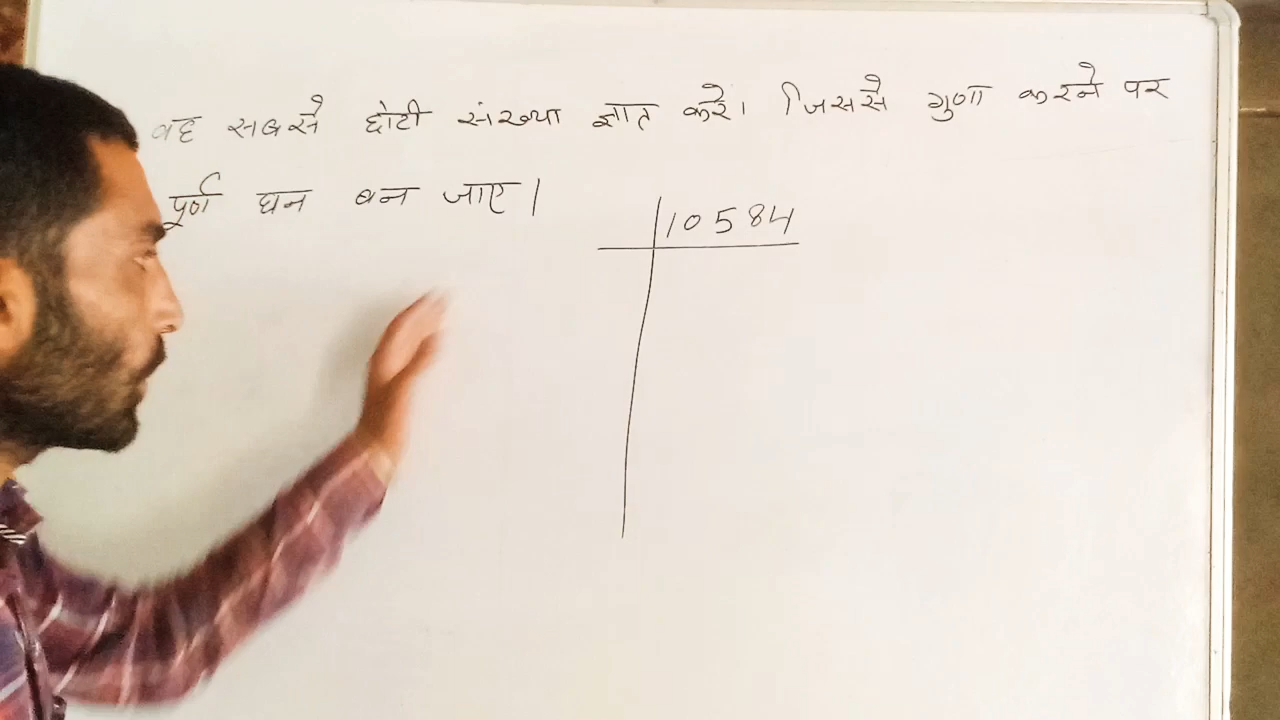 वह सबसे छोटी संख्या ज्ञात करे। जिससे गुणा करने पर
पूर्ण घन बन जाए।
10584